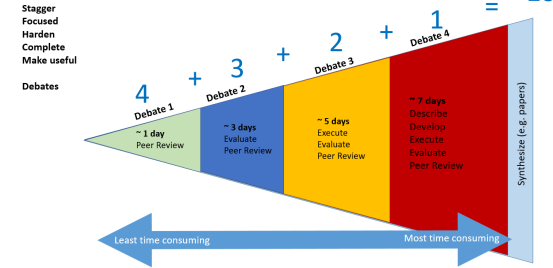 Stagger
Focused
Harden
Complete
Make useful
Debates
4 + 3 + 2 + 1 =
Debate 1
Debate 2
Debate 3
Debate 4
~ 1 day
Peer Review
~ 3 days
Evaluate
Peer Review
~ 5 days
Execute
Evaluate
Peer Review
~ 7 days
Describe
Develop
Execute
Evaluate
Peer Review
Synthesize (e.g. papers)
Least time consuming
Most time consuming